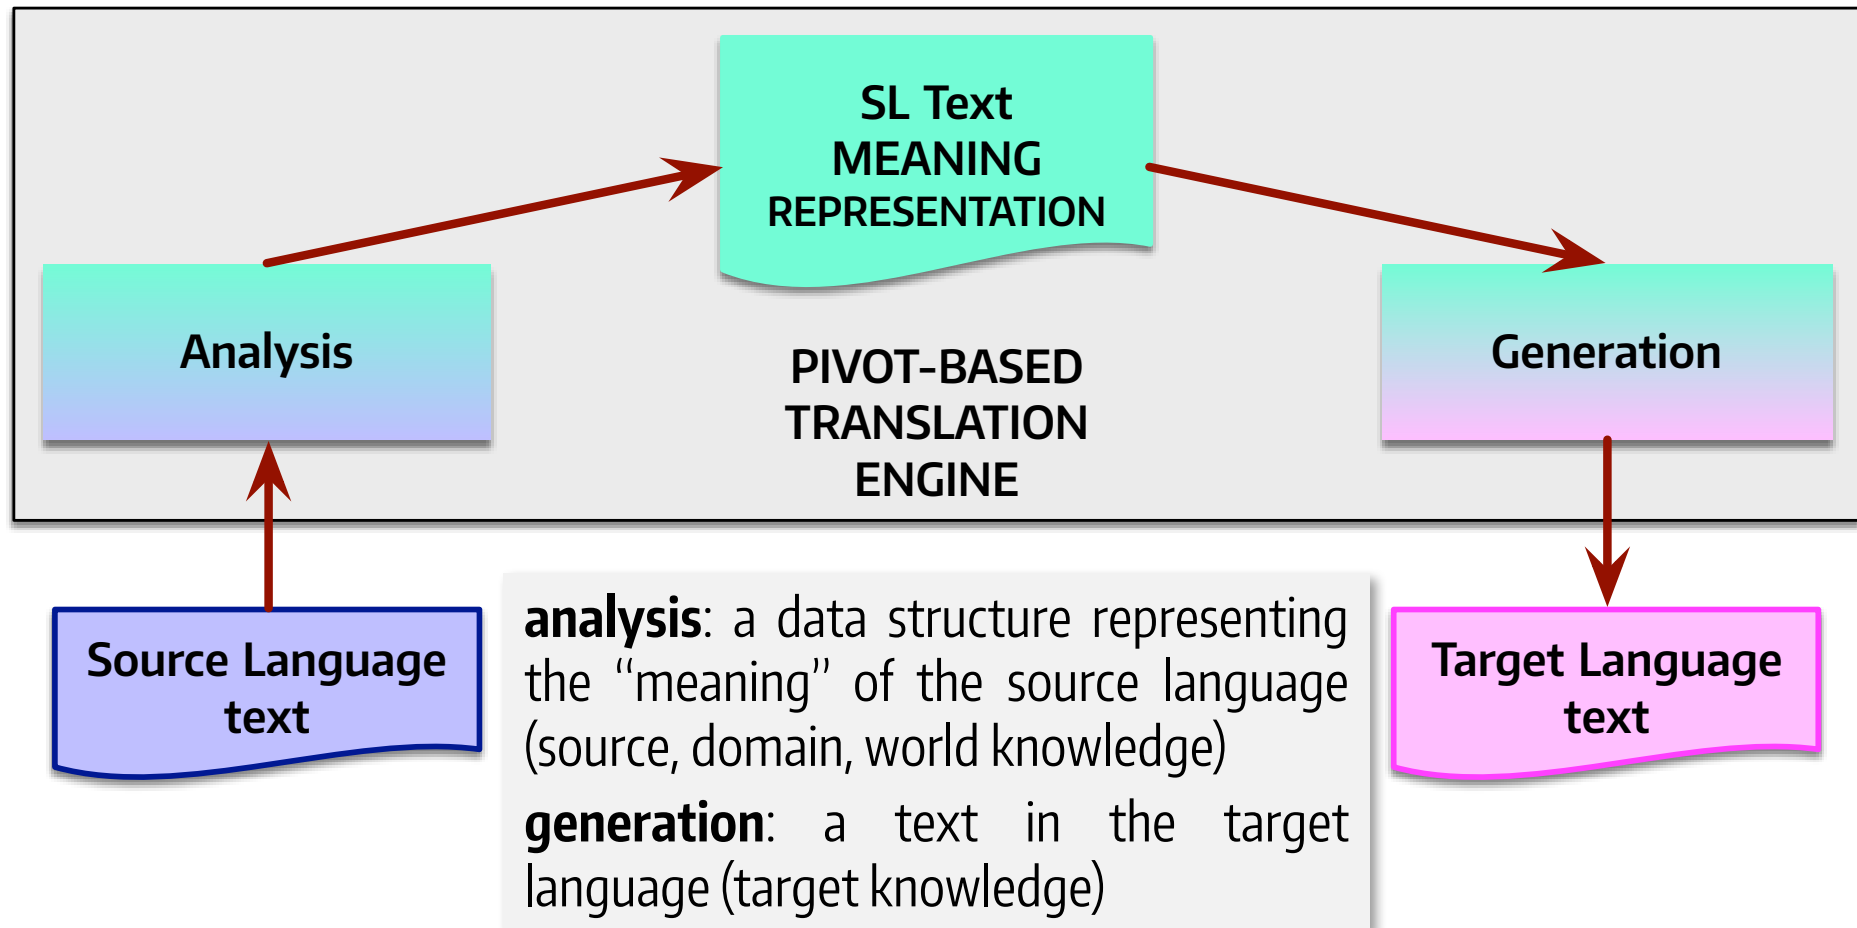 SL Text
MEANING
REPRESENTATION
Analysis
PIVOT-BASED
TRANSLATION
ENGINE
Generation
Source Language
text
analysis: a data structure representing
the “meaning” of the source language
(source, domain, world knowledge)
generation: a text in the target
language (target knowledge)
Target Language
text